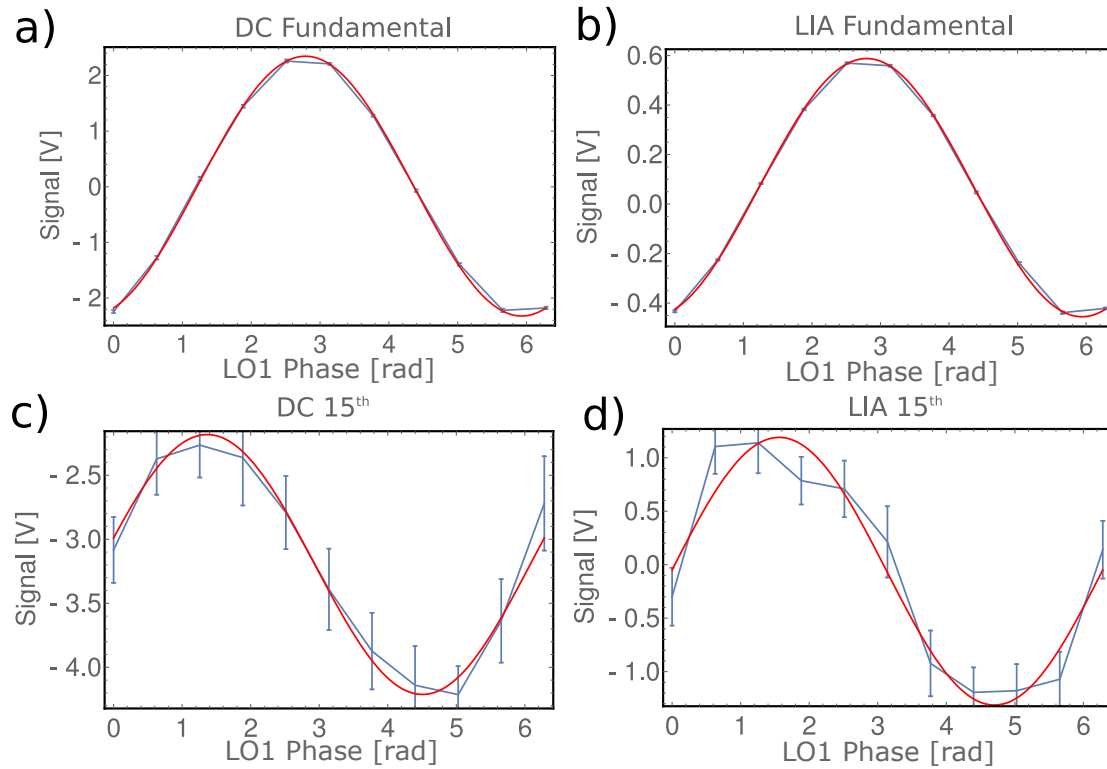 a)
DC Fundamental
Signal [V]
2
1
0
- 1
- 2
0 1 2 3 4 5 6
LO1 Phase [rad]
b)
LIA Fundamental
Signal [V]
0.6
0.4
0.2
0.0
- 0.2
- 0.4
0 1 2 3 4 5 6
LO1 Phase [rad]
c)
DC 15th
Signal [V]
- 2.5
- 3.0
- 3.5
- 4.0
0 1 2 3 4 5 6
LO1 Phase [rad]
d)
LIA 15th
Signal [V]
1.0
0.5
0.0
- 0.5
- 1.0
0 1 2 3 4 5 6
LO1 Phase [rad]